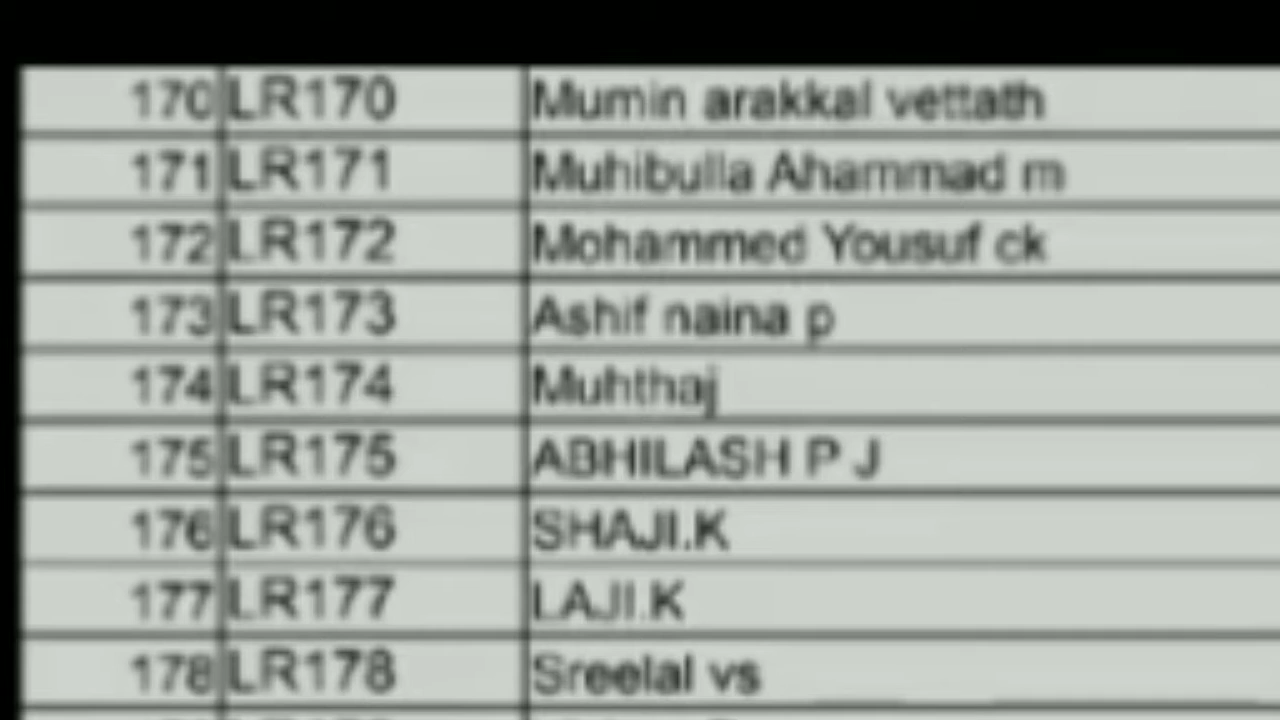 170 LR170 Mumin arakkal vettath
171 LR171 Muhibulla Ahammad m
172 LR172 Mohammed Yousuf ck
173 LR173 Ashif naina p
174 LR174 Muhthaj
175 LR175 ABHILASH P J
176 LR176 SHAJI.K
177 LR177 LAJI.K
178 LR178 Sreelal vs